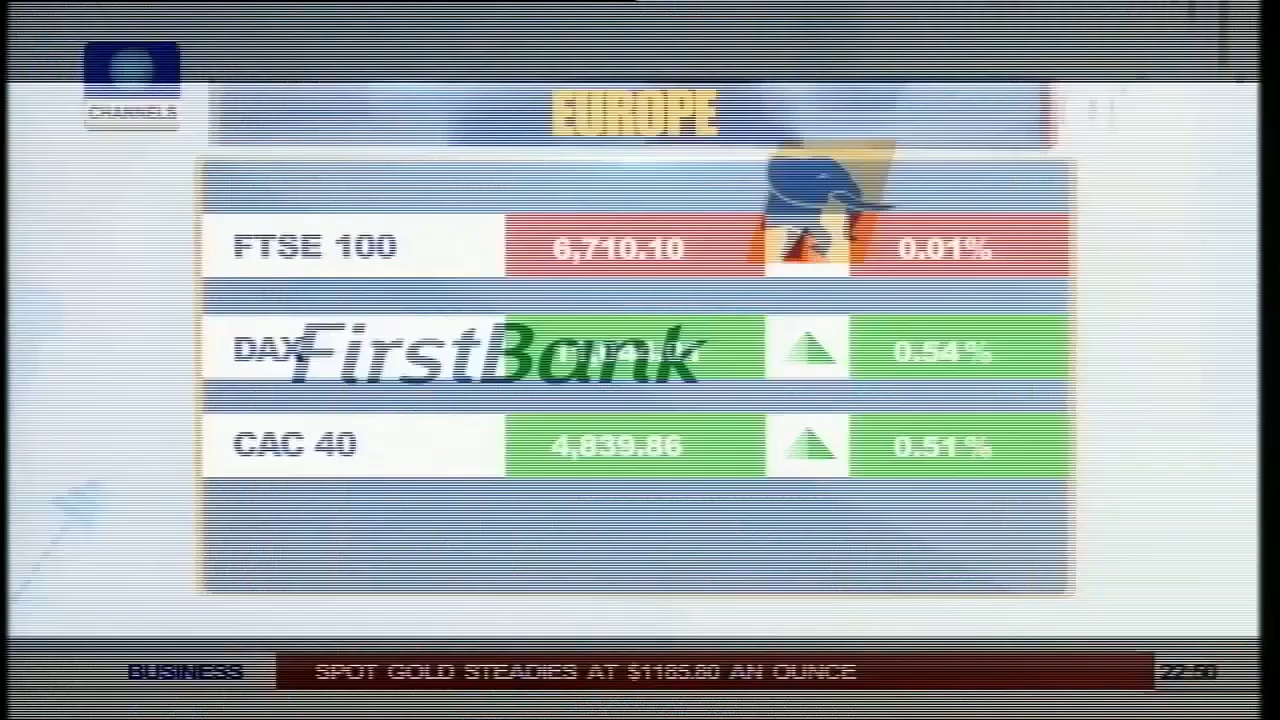 CHANNELS
EUROPE
FTSE 100 6,710.10 0.01%
DAX 0.54%
FirstBank
CAC 40 4,839.86 0.51%
BUSINESS SPOT GOLD STEADIES AT $1185.80 AN OUNCE 22:50